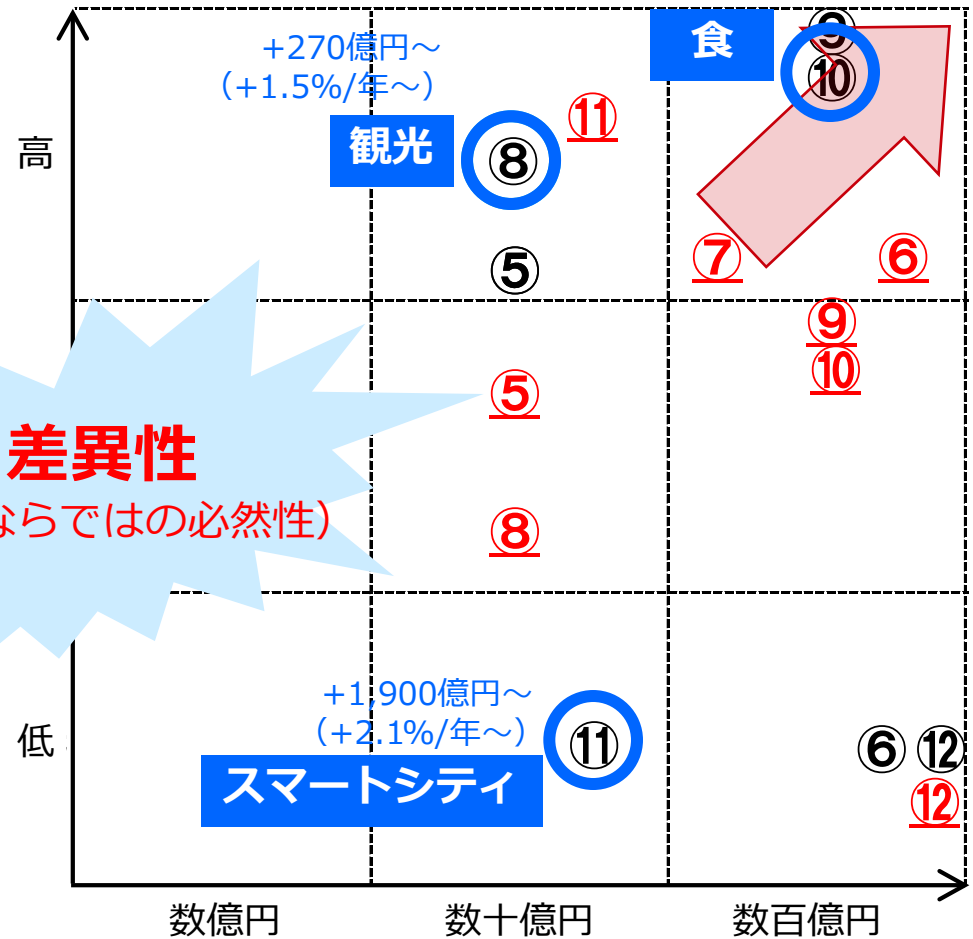 食
⑨
⑩
+270億円～
（+1.5%/年～）
観光
⑧
⑪
高
⑤
⑦
⑥
⑨
⑩
⑤
差異性
ならではの必然性）
⑧
+1,900億円～
（+2.1%/年～）
スマートシティ
⑪
低
⑥
⑫
⑫
数億円
数十億円
数百億円